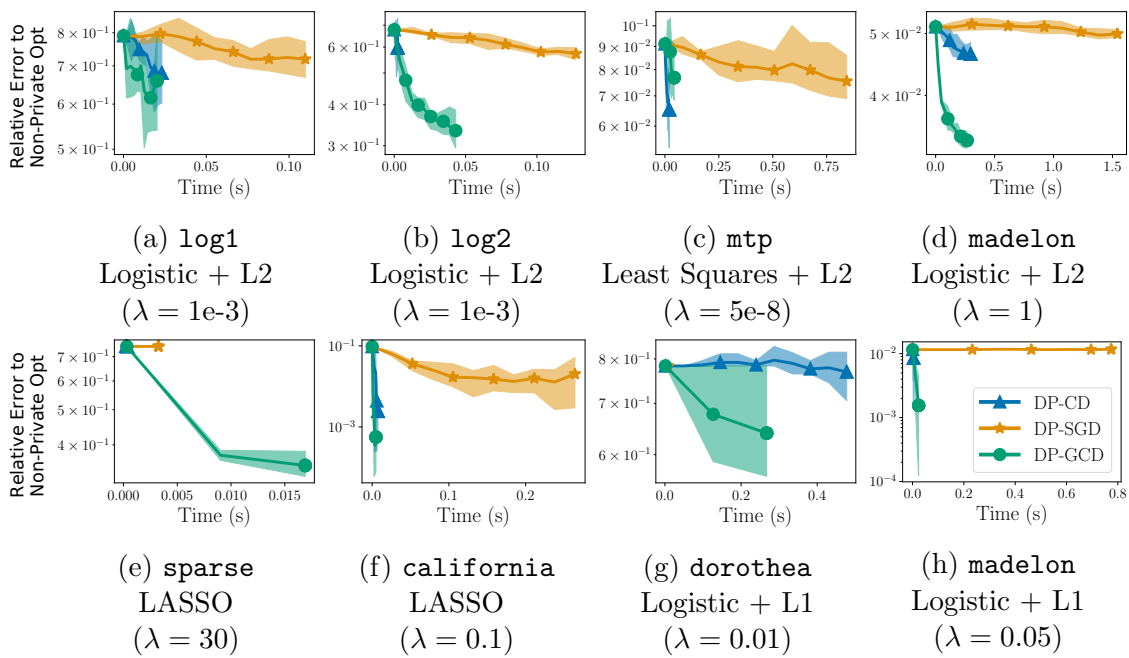 Relative Error to
Non-Private Opt
8 × 10⁻¹
7 × 10⁻¹
6 × 10⁻¹
5 × 10⁻¹
0.00 0.05 0.10
Time (s)
6 × 10⁻¹
4 × 10⁻¹
3 × 10⁻¹
0.00 0.05 0.10
Time (s)
10⁻¹
9 × 10⁻²
8 × 10⁻²
7 × 10⁻²
6 × 10⁻²
0.00 0.25 0.50 0.75
Time (s)
5 × 10⁻²
4 × 10⁻²
0.0 0.5 1.0 1.5
Time (s)
(a) log1
Logistic + L2
(λ = 1e-3)
(b) log2
Logistic + L2
(λ = 1e-3)
(c) mtp
Least Squares + L2
(λ = 5e-8)
(d) madelon
Logistic + L2
(λ = 1)
Relative Error to
Non-Private Opt
7 × 10⁻¹
6 × 10⁻¹
5 × 10⁻¹
4 × 10⁻¹
0.000 0.005 0.010 0.015
Time (s)
10⁻¹
10⁻³
0.0 0.1 0.2
Time (s)
8 × 10⁻¹
7 × 10⁻¹
6 × 10⁻¹
0.0 0.2 0.4
Time (s)
10⁻²
10⁻³
10⁻⁴
0.0 0.2 0.4 0.6 0.8
Time (s)
DP-CD
DP-SGD
DP-GCD
(e) sparse
LASSO
(λ = 30)
(f) california
LASSO
(λ = 0.1)
(g) dorothea
Logistic + L1
(λ = 0.01)
(h) madelon
Logistic + L1
(λ = 0.05)